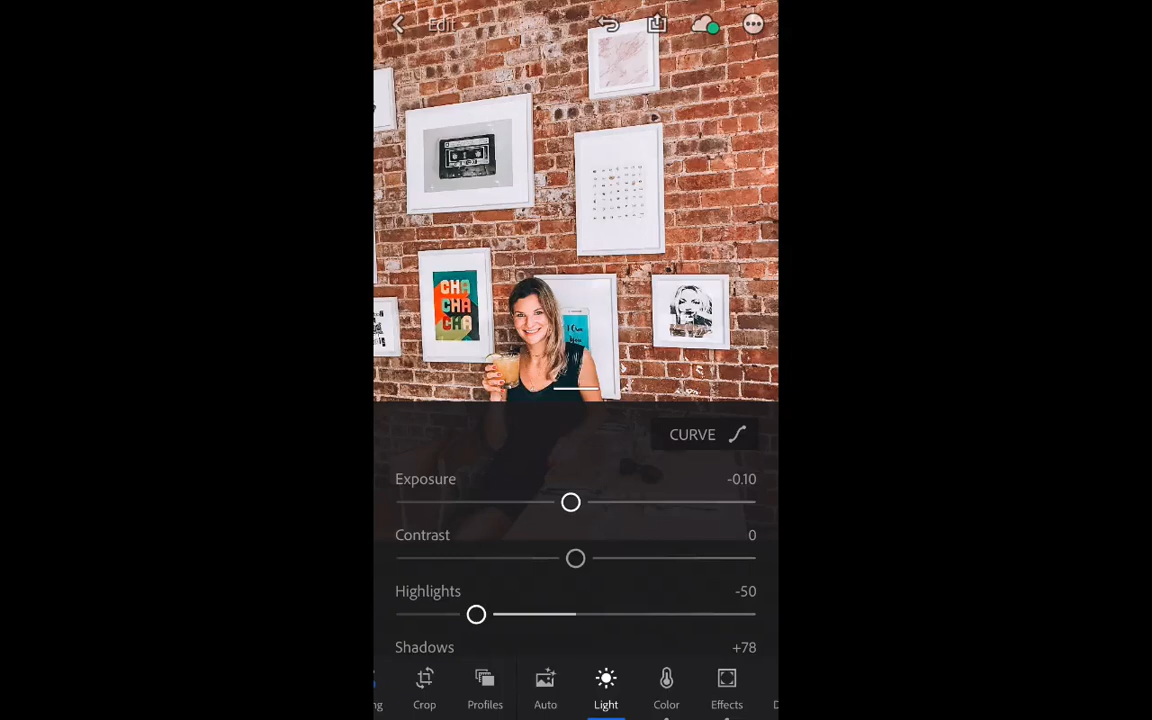 Edit
CHA
CHA
CHA
CURVE
Exposure -0.10
Contrast 0
Highlights -50
Shadows +78
ng Crop Profiles Auto Light Color Effects D